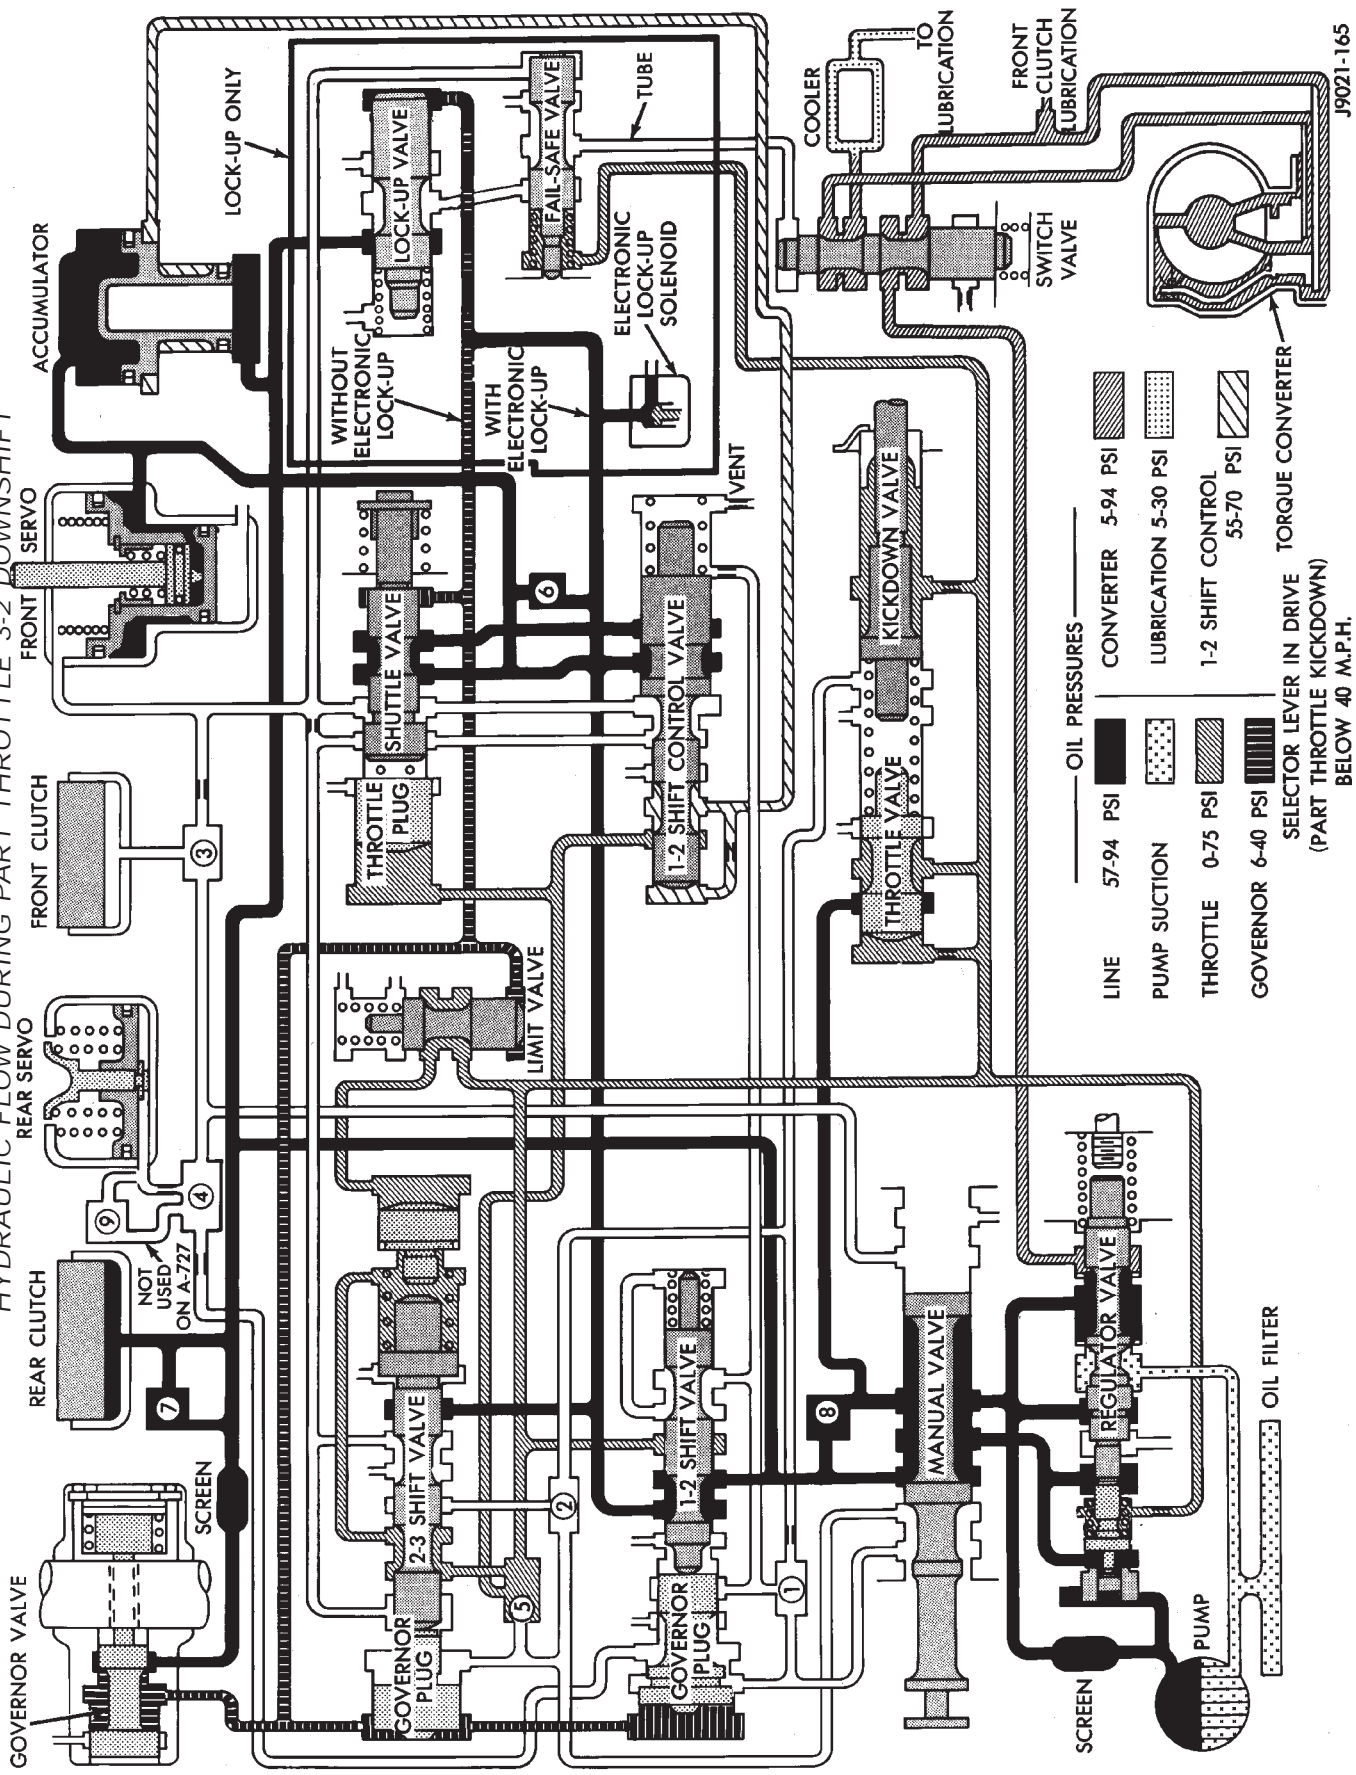 HYDRAULIC FLOW DURING PART THROTTLE 3-2 DOWNSHIFT
GOVERNOR VALVE
REAR CLUTCH
REAR SERVO
FRONT CLUTCH
FRONT SERVO
ACCUMULATOR
SCREEN
7
NOT
USED
ON A-727
9
4
3
LOCK-UP ONLY
GOVERNOR
PLUG
2-3 SHIFT VALVE
LIMIT VALVE
THROTTLE
PLUG
SHUTTLE VALVE
WITHOUT
ELECTRONIC
LOCK-UP
LOCK-UP VALVE
5
2
6
WITH
ELECTRONIC
LOCK-UP
FAIL-SAFE VALVE
TUBE
ELECTRONIC
LOCK-UP
SOLENOID
GOVERNOR
PLUG
1-2 SHIFT VALVE
1-2 SHIFT CONTROL VALVE
VENT
1
8
COOLER
TO
LUBRICATION
MANUAL VALVE
THROTTLE VALVE
KICKDOWN VALVE
SWITCH
VALVE
FRONT
CLUTCH
LUBRICATION
SCREEN
REGULATOR VALVE
PUMP
OIL FILTER
OIL PRESSURES
LINE 57-94 PSI
PUMP SUCTION
THROTTLE 0-75 PSI
GOVERNOR 6-40 PSI
CONVERTER 5-94 PSI
LUBRICATION 5-30 PSI
1-2 SHIFT CONTROL
55-70 PSI
SELECTOR LEVER IN DRIVE
(PART THROTTLE KICKDOWN)
BELOW 40 M.P.H.
TORQUE CONVERTER
J9021-165